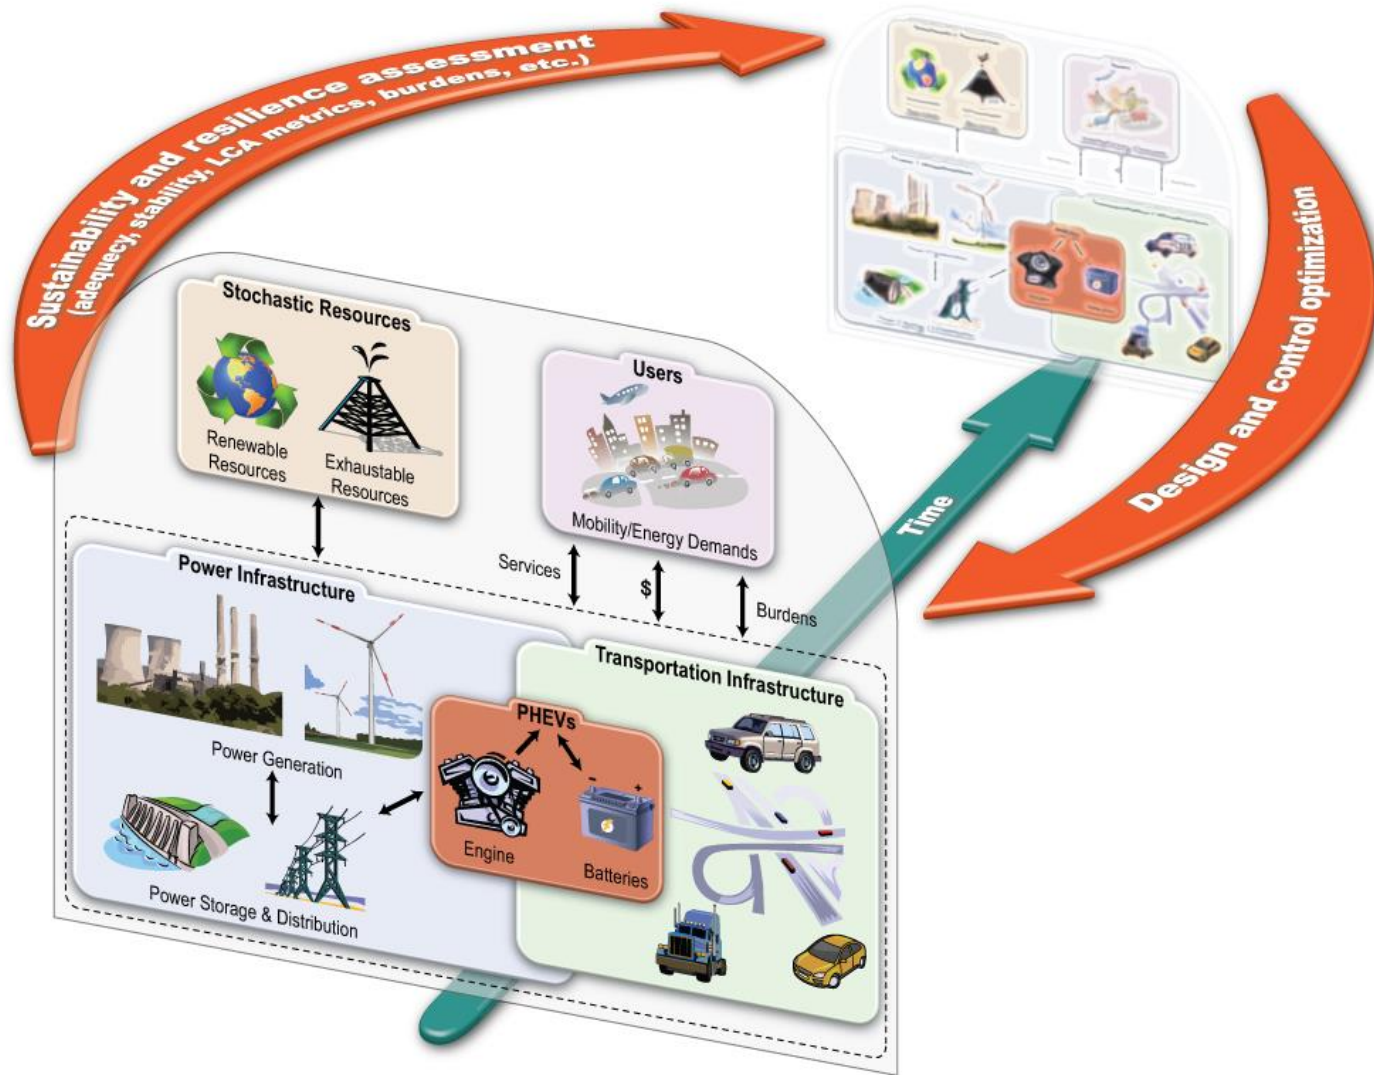 Sustainability and resilience assessment
(adequecy, stability, LCA metrics, burdens, etc.)
Stochastic Resources
Renewable
Resources
Exhaustable
Resources
Users
Mobility/Energy Demands
Services
$
Burdens
Time
Design and control optimization
Power Infrastructure
Power Generation
Power Storage & Distribution
PHEVs
-
+
Engine
Batteries
Transportation Infrastructure